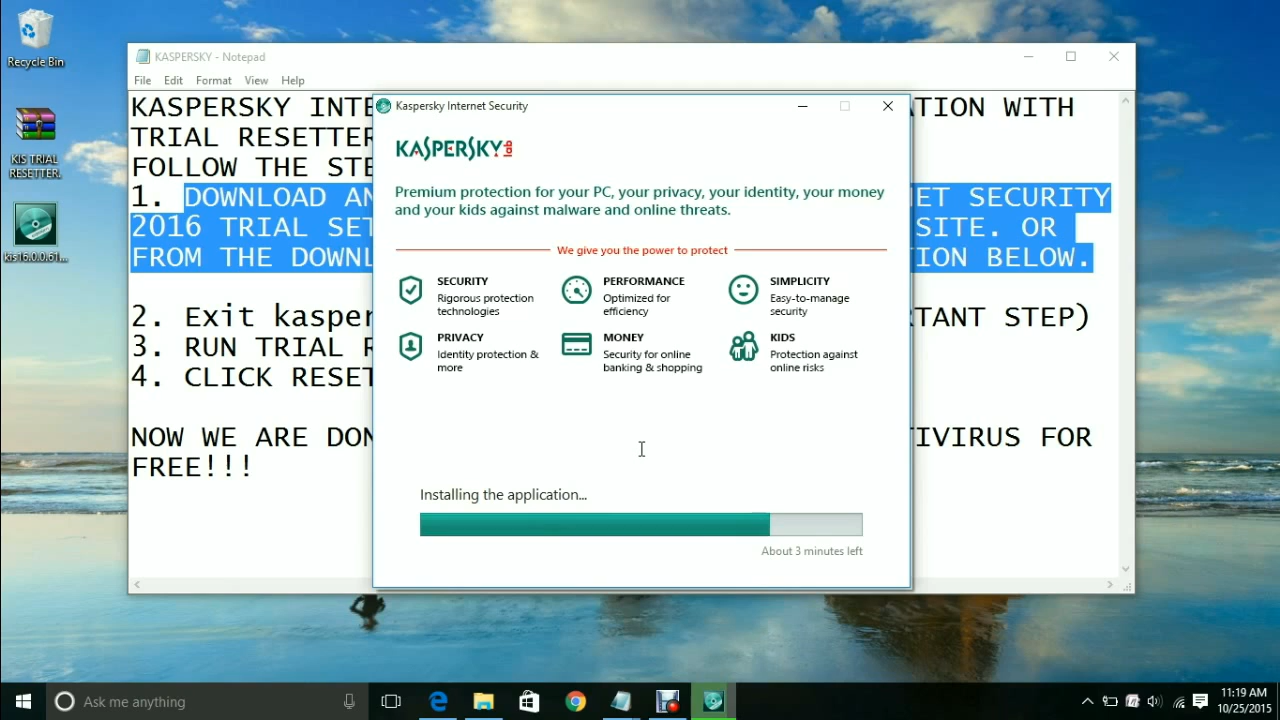 Recycle Bin
KIS TRIAL
RESETTER.
kis16.0.0.61...
KASPERSKY - Notepad
File Edit Format View Help
KASPERSKY INTE
ATION WITH
TRIAL RESETTER
FOLLOW THE STE
1. DOWNLOAD AN
ET SECURITY
2016 TRIAL SET
SITE. OR
FROM THE DOWNL
ION BELOW.
2. Exit kasper
RTANT STEP)
3. RUN TRIAL R
4. CLICK RESET
NOW WE ARE DON
TIVIRUS FOR
FREE!!!
Kaspersky Internet Security
KASPERSKY lab
Premium protection for your PC, your privacy, your identity, your money
and your kids against malware and online threats.
We give you the power to protect
SECURITY
Rigorous protection
technologies
PERFORMANCE
Optimized for
efficiency
SIMPLICITY
Easy-to-manage
security
PRIVACY
Identity protection &
more
MONEY
Security for online
banking & shopping
KIDS
Protection against
online risks
Installing the application...
About 3 minutes left
Ask me anything
11:19 AM
10/25/2015